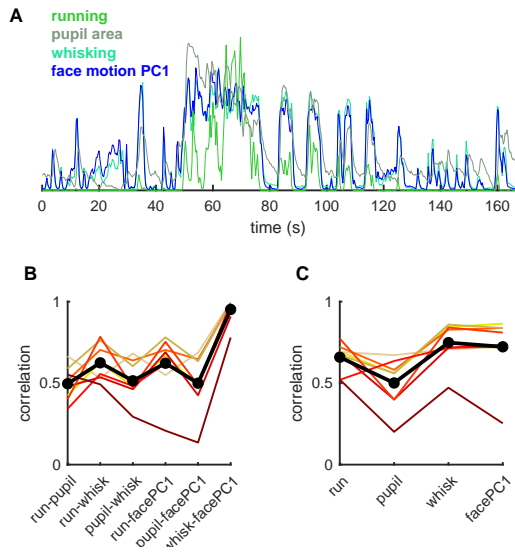 A
running
pupil area
whisking
face motion PC1
0 20 40 60 80 100 120 140 160
time (s)
B
C
1
0.5
0
correlation
run-pupil
run-whisk
pupil-whisk
run-facePC1
pupil-facePC1
whisk-facePC1
1
0.5
0
correlation
run
pupil
whisk
facePC1